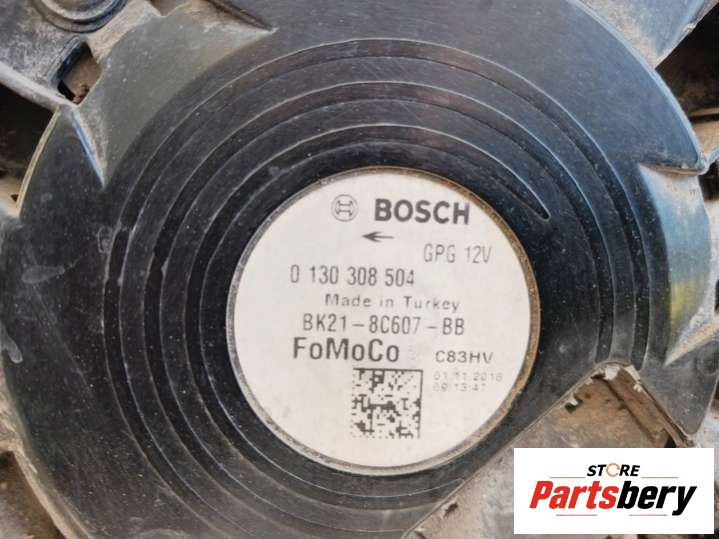 BOSCH
GPG 12V
0 130 308 504
Made in Turkey
BK21-8C607-BB
FoMoCo C83HV
01.11.2016
09:13:47
STORE
Partsbery